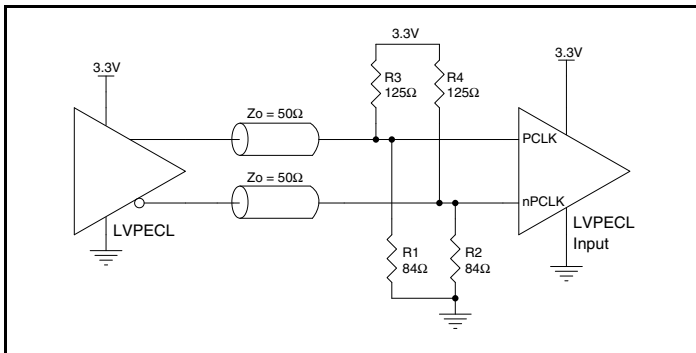 3.3V
3.3V
3.3V
R3
125Ω
R4
125Ω
Zo = 50Ω
PCLK
Zo = 50Ω
nPCLK
LVPECL
LVPECL
Input
R1
84Ω
R2
84Ω